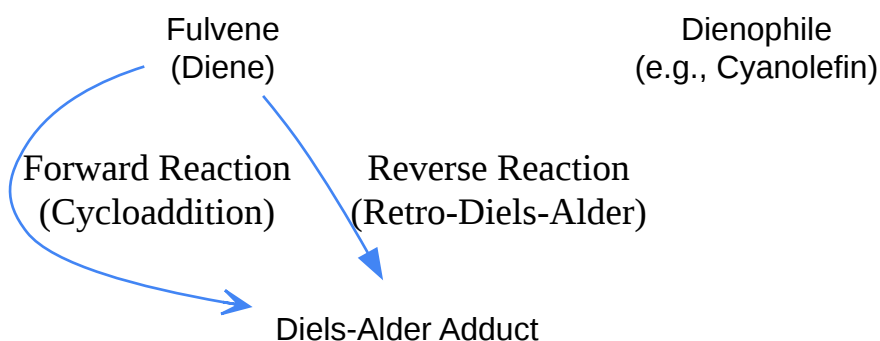 Fulvene
(Diene)
Dienophile
(e.g., Cyanolefin)
Forward Reaction
(Cycloaddition)
Reverse Reaction
(Retro-Diels-Alder)
Diels-Alder Adduct